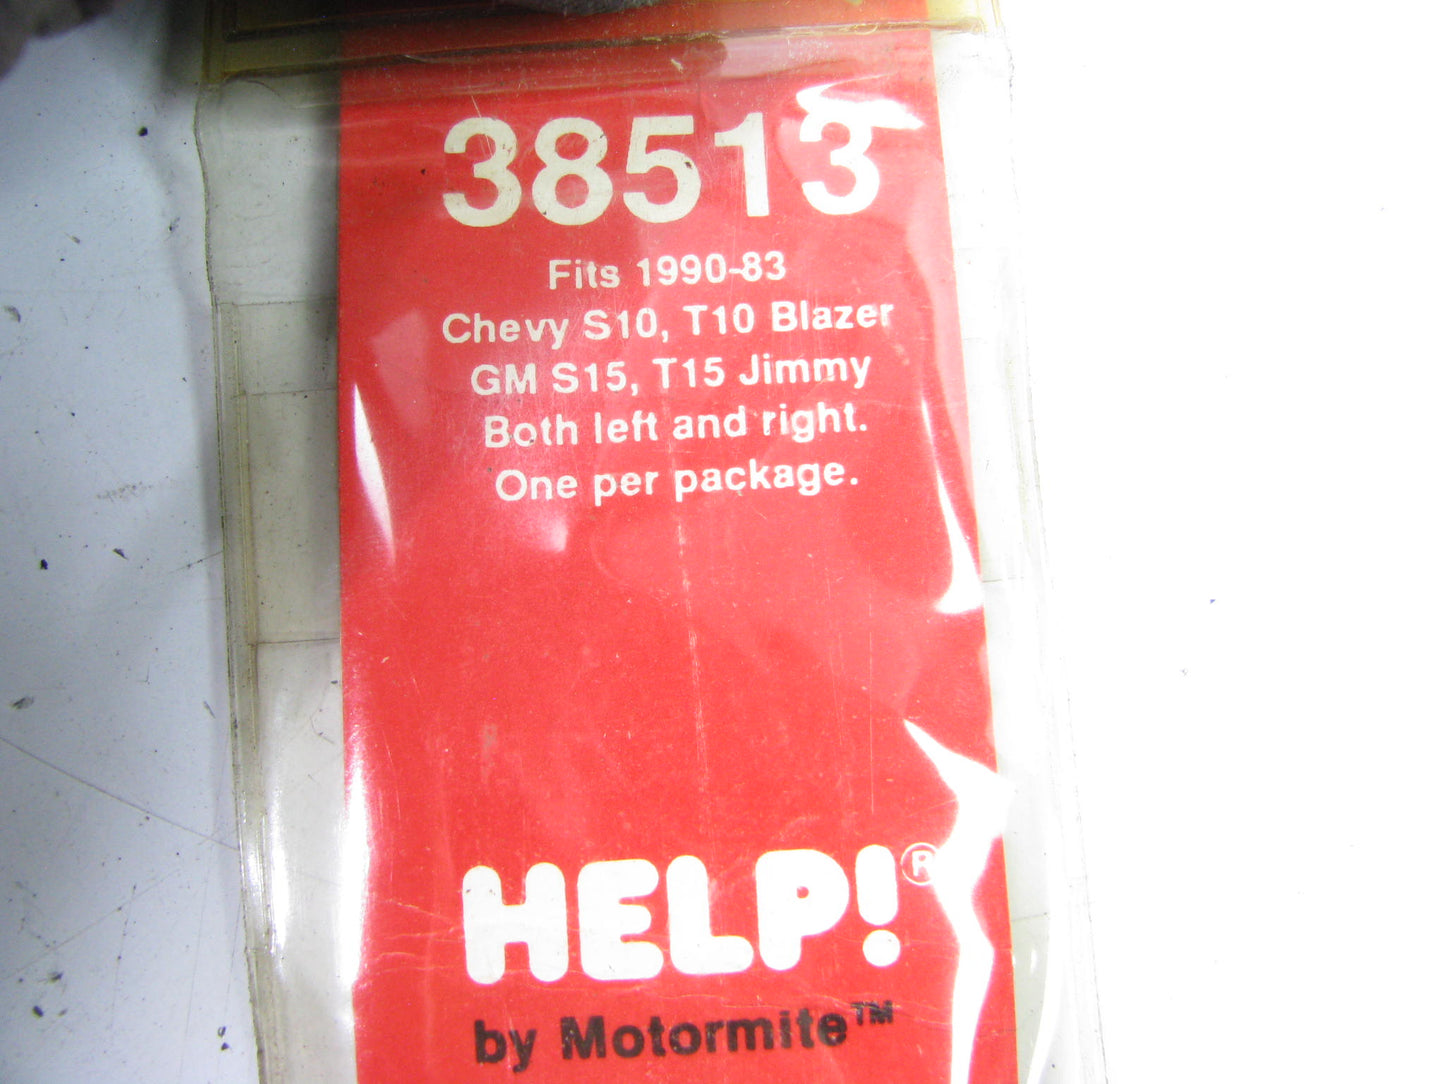 38513
Fits 1990-83
Chevy S10, T10 Blazer
GM S15, T15 Jimmy
Both left and right.
One per package.
HELP!®
by Motormite™